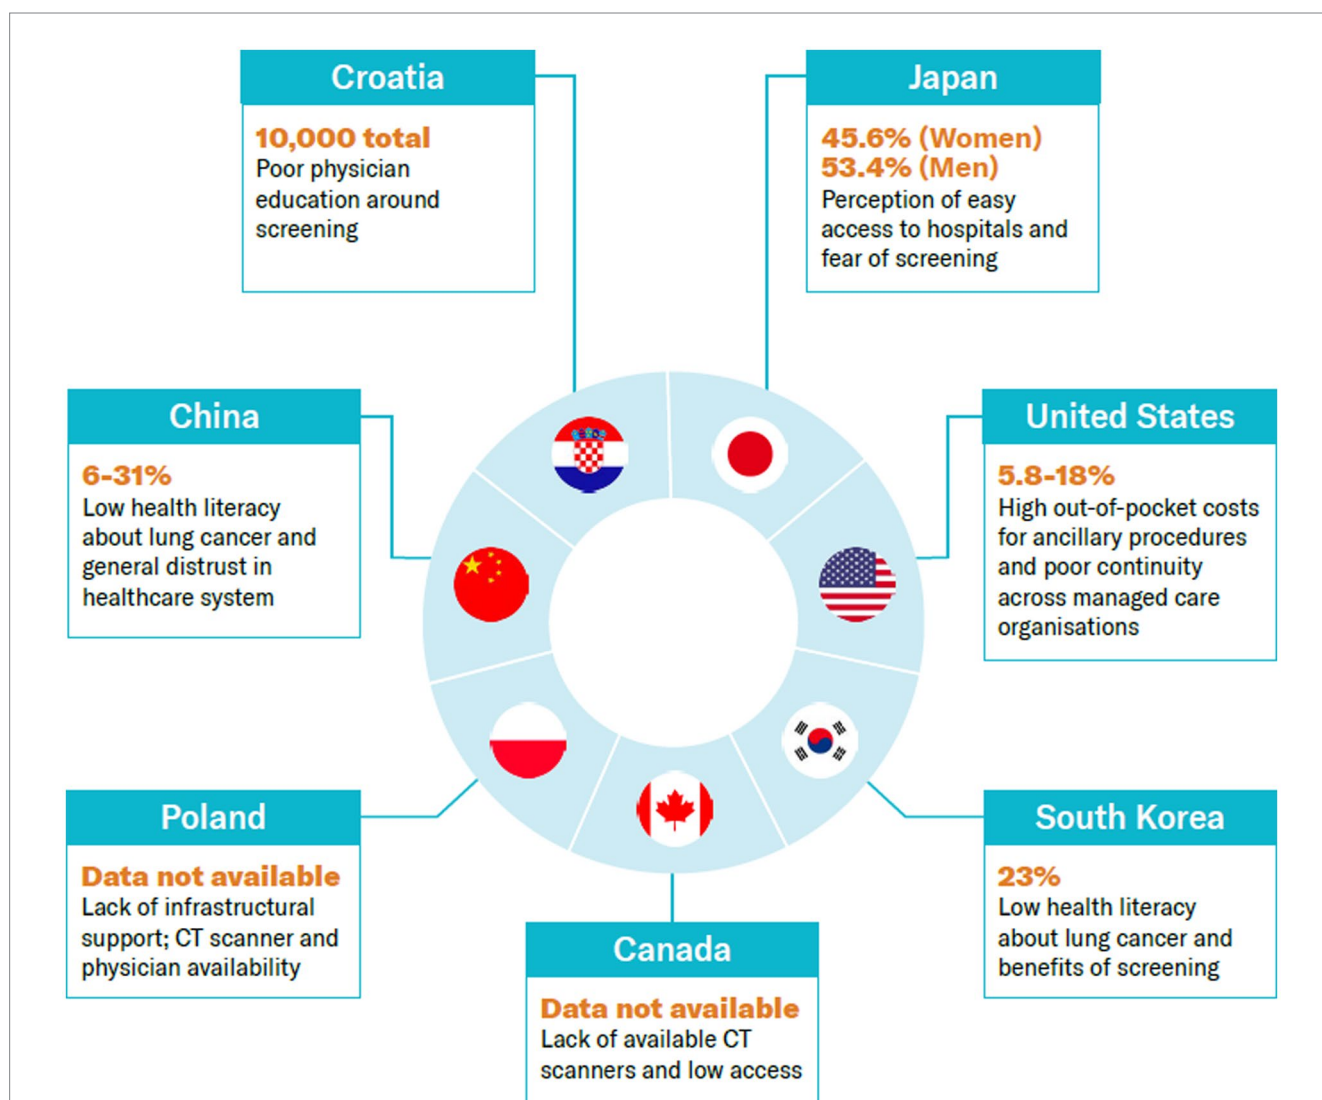 Croatia
10,000 total
Poor physician
education around
screening
Japan
45.6% (Women)
53.4% (Men)
Perception of easy
access to hospitals and
fear of screening
China
6-31%
Low health literacy
about lung cancer and
general distrust in
healthcare system
United States
5.8-18%
High out-of-pocket costs
for ancillary procedures
and poor continuity
across managed care
organisations
Poland
Data not available
Lack of infrastructural
support; CT scanner and
physician availability
Canada
Data not available
Lack of available CT
scanners and low access
South Korea
23%
Low health literacy
about lung cancer and
benefits of screening